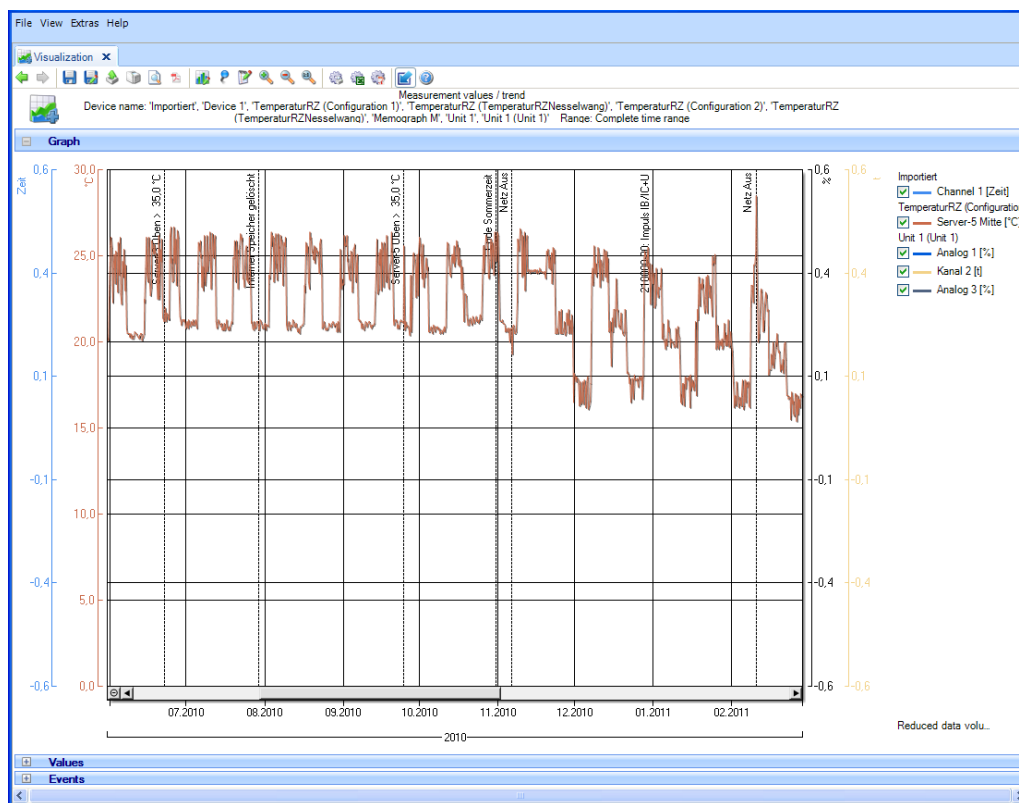 File View Extras Help
Visualization
Measurement values / trend
Device name: 'Importiert', 'Device 1', 'TemperaturRZ (Configuration 1)', 'TemperaturRZ (TemperaturRZNesselwang)', 'TemperaturRZ (Configuration 2)', 'TemperaturRZ
(TemperaturRZNesselwang)', 'Memograph M', 'Unit 1', 'Unit 1 (Unit 1)' Range: Complete time range
Graph
Zeit
0,6
0,4
0,1
-0,1
-0,4
-0,6
°C
30,0
25,0
20,0
15,0
10,0
5,0
0,0
Server-5 Oben > 35,0 °C
Interner Speicher gelöscht
Server-5 Oben > 35,0 °C
Ende Sommerzeit
Netz Aus
Impuls IB/IC+U
Netz Aus
%
0,6
0,4
0,1
-0,1
-0,4
-0,6
...
0,6
0,4
0,1
-0,1
-0,4
-0,6
Importiert
Channel 1 [Zeit]
TemperaturRZ (Configuratio
Server-5 Mitte [°C]
Unit 1 (Unit 1)
Analog 1 [%]
Kanal 2 [t]
Analog 3 [%]
07.2010 08.2010 09.2010 10.2010 11.2010 12.2010 01.2011 02.2011
2010
Reduced data volu...
Values
Events